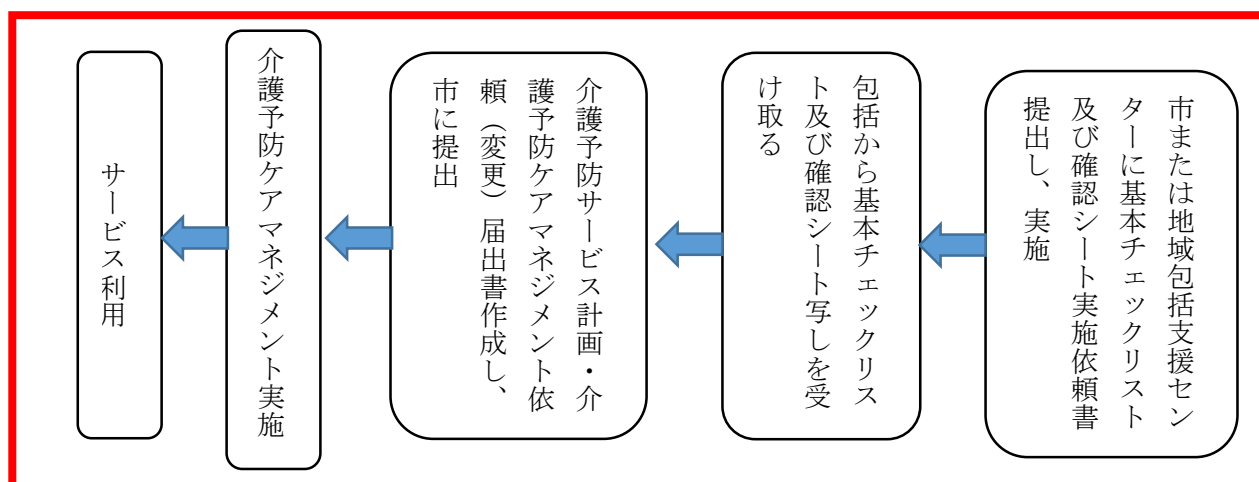 市または地域包括支援セン
ターに基本チェックリスト
及び確認シート実施依頼書
提出し、実施
包括から基本チェックリス
ト及び確認シート写しを受
け取る
介護予防サービス計画・介
護予防ケアマネジメント依
頼（変更）届出書作成し、
市に提出
介護予防ケアマネジメント実施
サービス利用